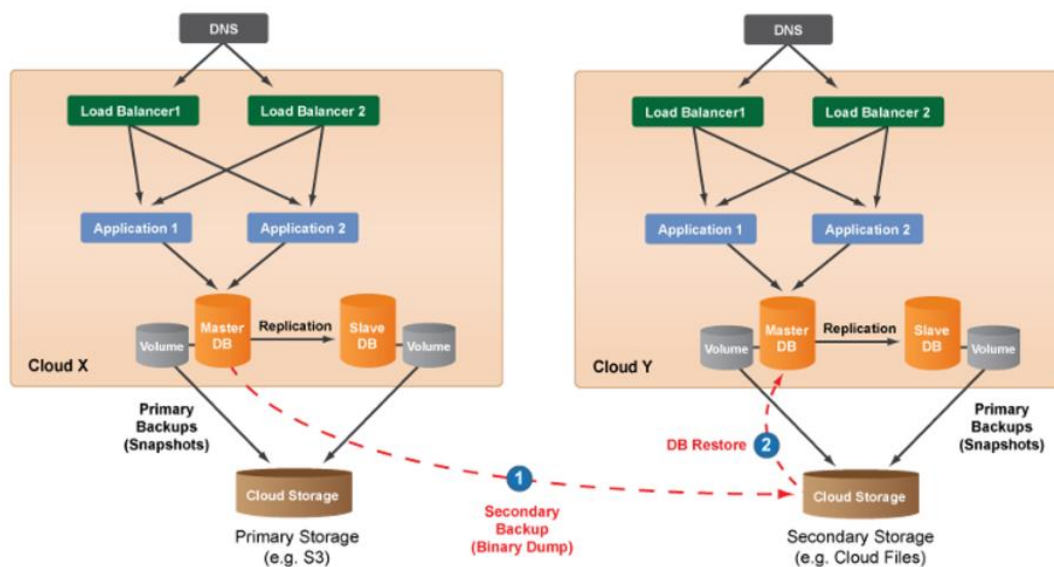 DNS
DNS
Load Balancer1
Load Balancer 2
Load Balancer1
Load Balancer 2
Application 1
Application 2
Application 1
Application 2
Volume
Master
DB
Replication
Slave
DB
Volume
Cloud X
Volume
Master
DB
Replication
Slave
DB
Volume
Cloud Y
Primary
Backups
(Snapshots)
DB Restore
2
Primary
Backups
(Snapshots)
Cloud Storage
1
Cloud Storage
Primary Storage
(e.g. S3)
Secondary
Backup
(Binary Dump)
Secondary Storage
(e.g. Cloud Files)